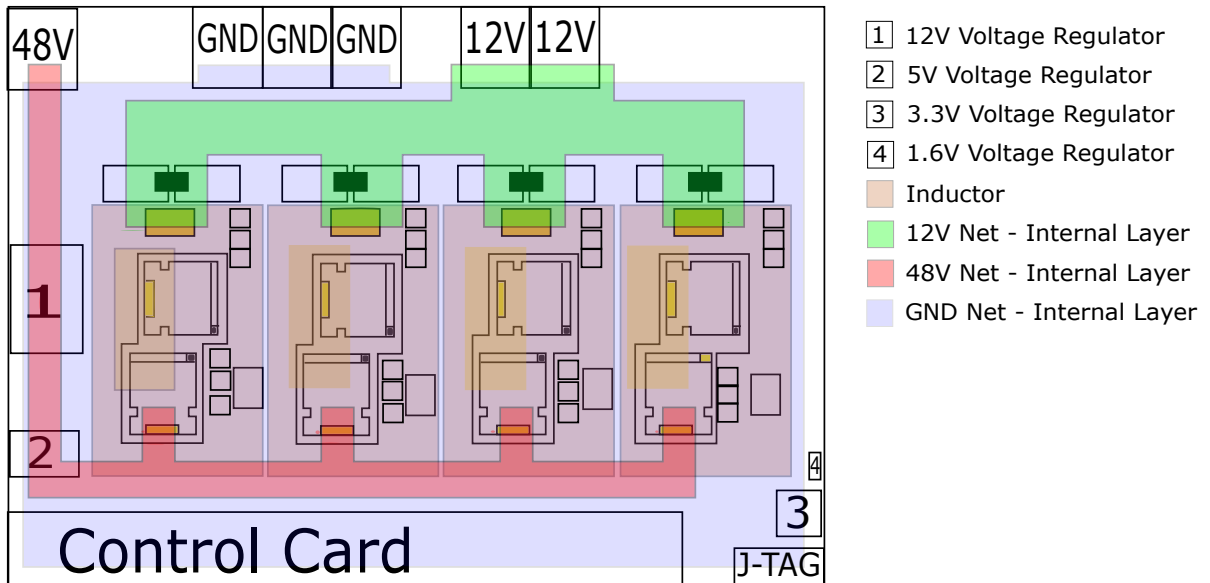 48V GND GND GND 12V 12V
1
2
4
3
Control Card
J-TAG
1 12V Voltage Regulator
2 5V Voltage Regulator
3 3.3V Voltage Regulator
4 1.6V Voltage Regulator
Inductor
12V Net - Internal Layer
48V Net - Internal Layer
GND Net - Internal Layer